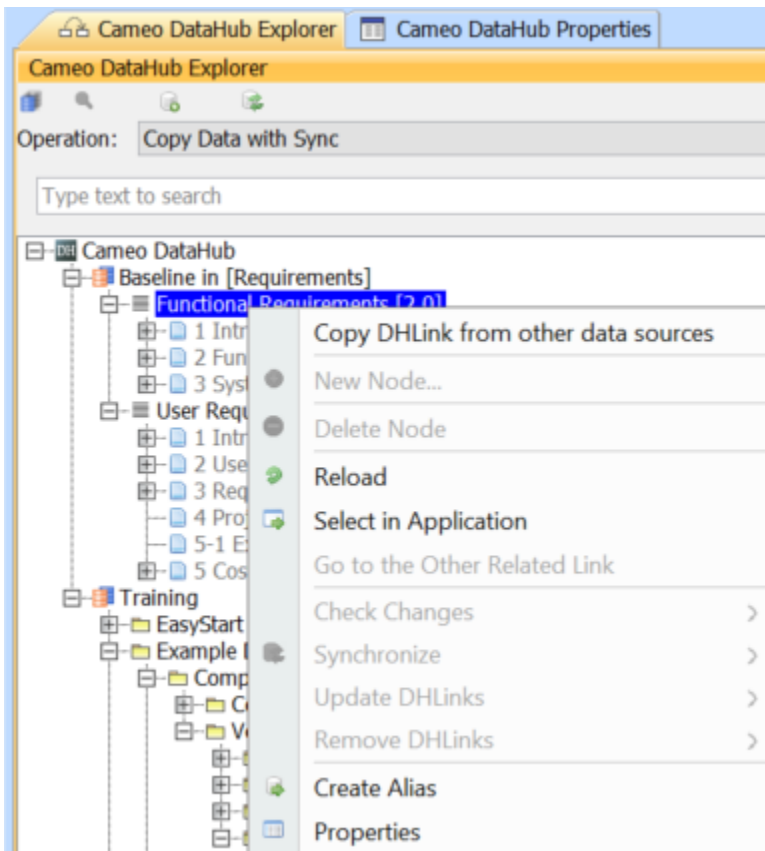 Cameo DataHub Explorer
Cameo DataHub Properties
Cameo DataHub Explorer
Operation: Copy Data with Sync
Type text to search
DH Cameo DataHub
Baseline in [Requirements]
Functional Requirements [2.0]
1 Intr
2 Fun
3 Syst
User Requ
1 Intr
2 Use
3 Req
4 Proj
5-1 E
5 Cos
Training
EasyStart
Example
Comp
Copy DHLink from other data sources
New Node...
Delete Node
Reload
Select in Application
Go to the Other Related Link
Check Changes
Synchronize
Update DHLinks
Remove DHLinks
Create Alias
Properties